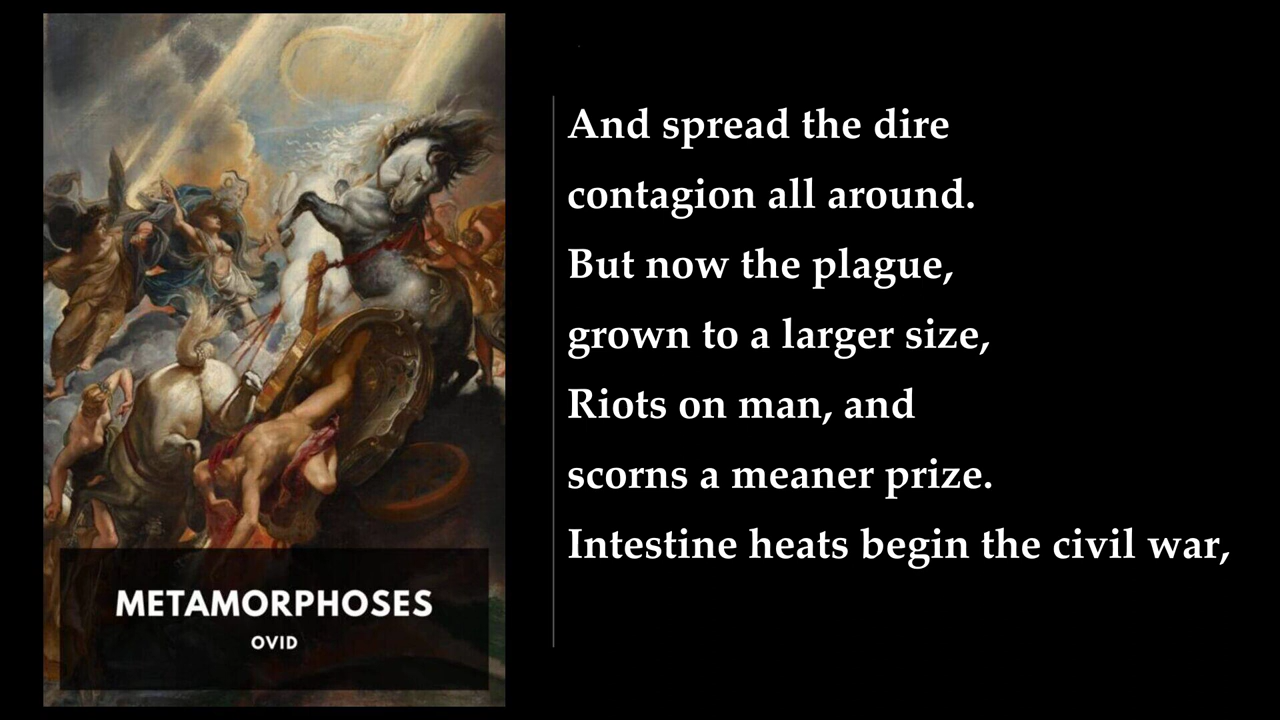 METAMORPHOSES
OVID
And spread the dire
contagion all around.
But now the plague,
grown to a larger size,
Riots on man, and
scorns a meaner prize.
Intestine heats begin the civil war,